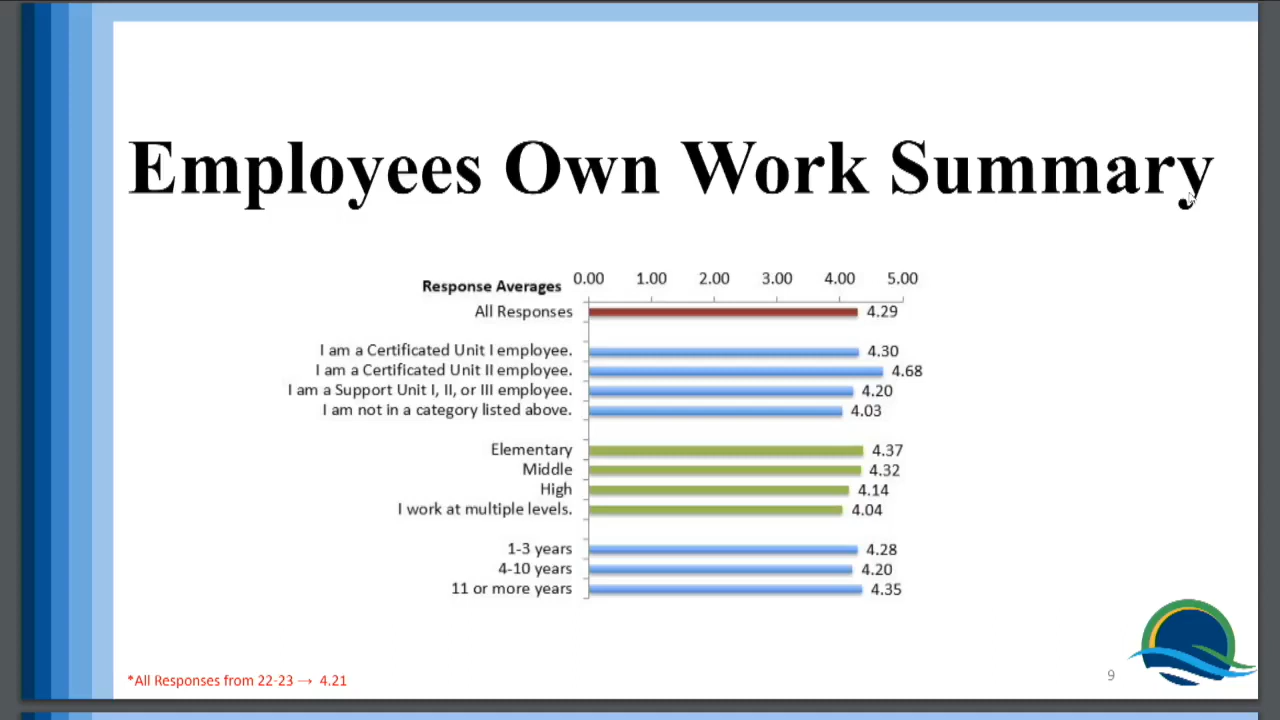 Employees Own Work Summary
Response Averages 0.00 1.00 2.00 3.00 4.00 5.00
All Responses 4.29
I am a Certificated Unit I employee. 4.30
I am a Certificated Unit II employee. 4.68
I am a Support Unit I, II, or III employee. 4.20
I am not in a category listed above. 4.03
Elementary 4.37
Middle 4.32
High 4.14
I work at multiple levels. 4.04
1-3 years 4.28
4-10 years 4.20
11 or more years 4.35
*All Responses from 22-23 → 4.21
9